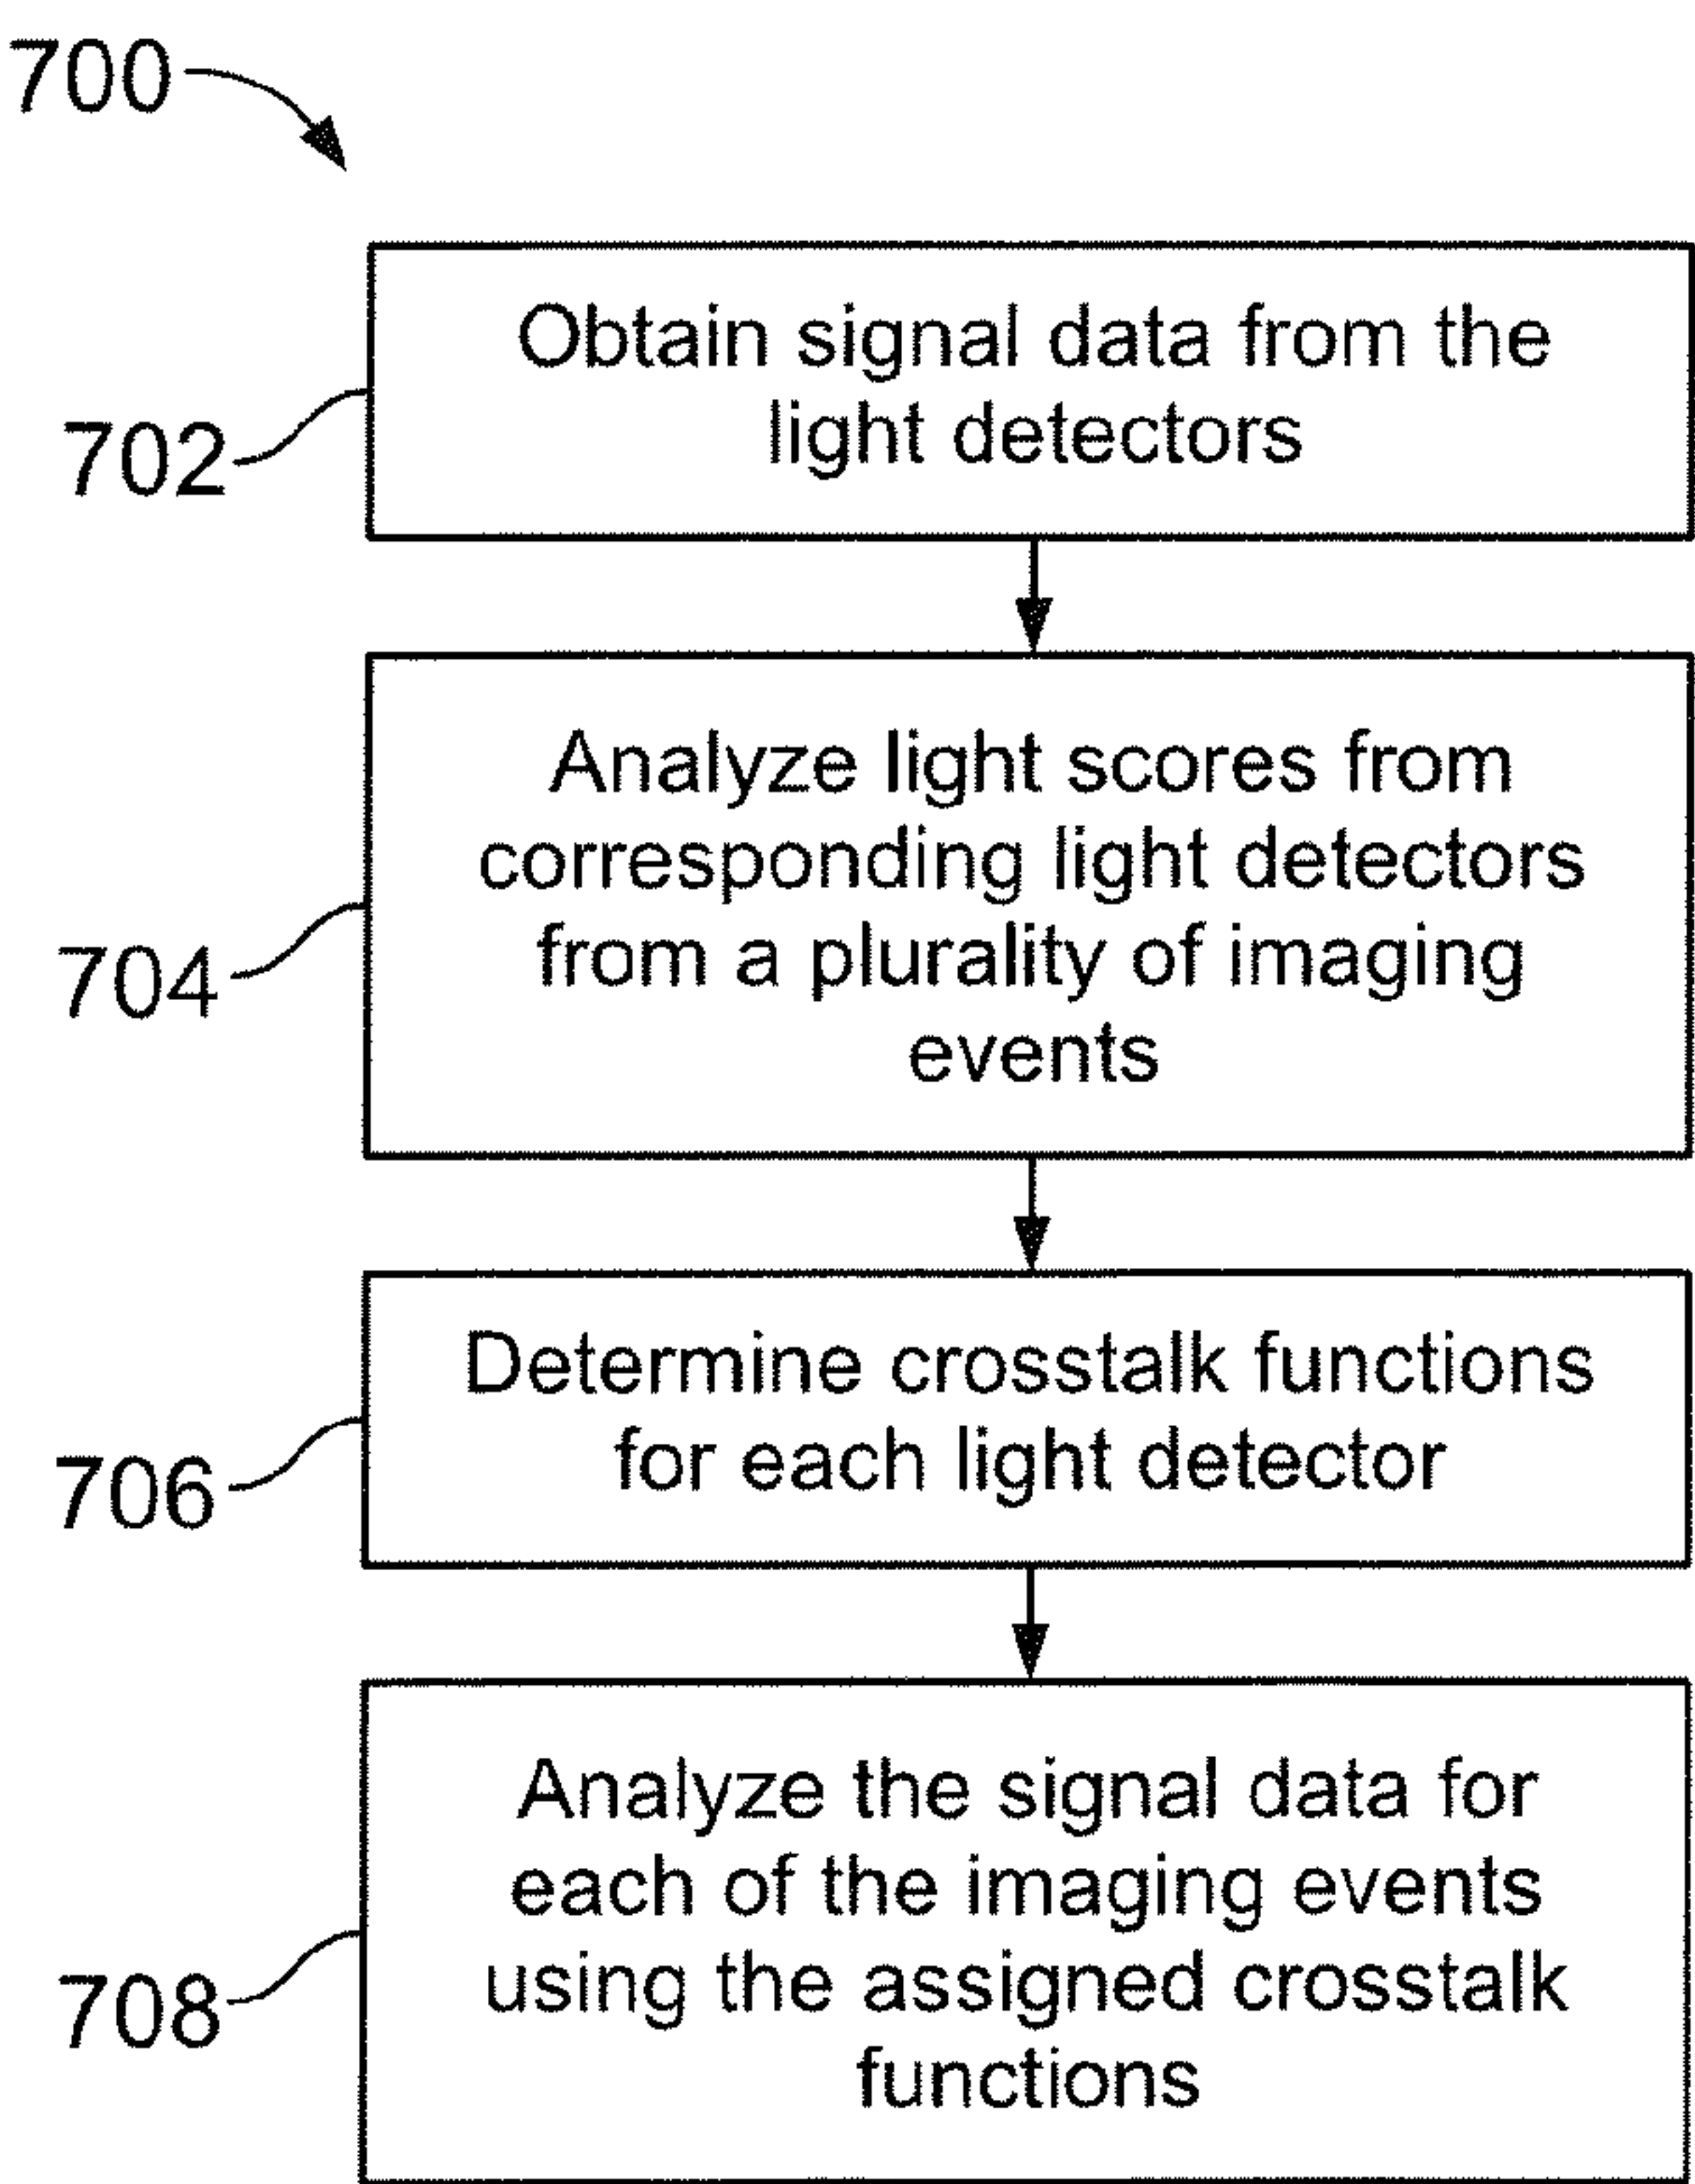 700
Obtain signal data from the
light detectors
702
Analyze light scores from
corresponding light detectors
from a plurality of imaging
events
704
Determine crosstalk functions
for each light detector
706
Analyze the signal data for
each of the imaging events
using the assigned crosstalk
functions
708